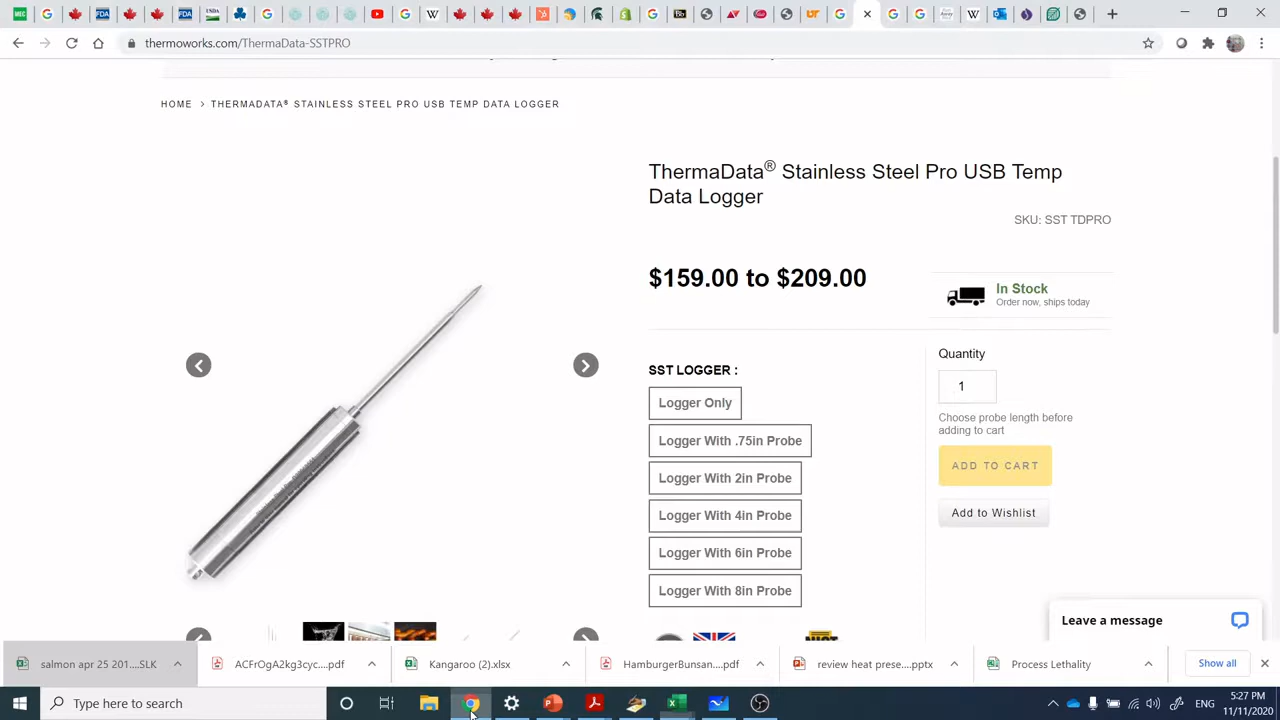 thermoworks.com/ThermaData-SSTPRO
HOME > THERMADATA® STAINLESS STEEL PRO USB TEMP DATA LOGGER
ThermaData® Stainless Steel Pro USB Temp
Data Logger
SKU: SST TDPRO
$159.00 to $209.00
In Stock
Order now, ships today
SST LOGGER :
Logger Only
Logger With .75in Probe
Logger With 2in Probe
Logger With 4in Probe
Logger With 6in Probe
Logger With 8in Probe
Quantity
1
Choose probe length before
adding to cart
ADD TO CART
Add to Wishlist
Leave a message
salmon apr 25 201....SLK
ACFrOgA2kg3cyc....pdf
Kangaroo (2).xlsx
HamburgerBunsan....pdf
review heat prese....pptx
Process Lethality
Show all
Type here to search
ENG
5:27 PM
11/11/2020